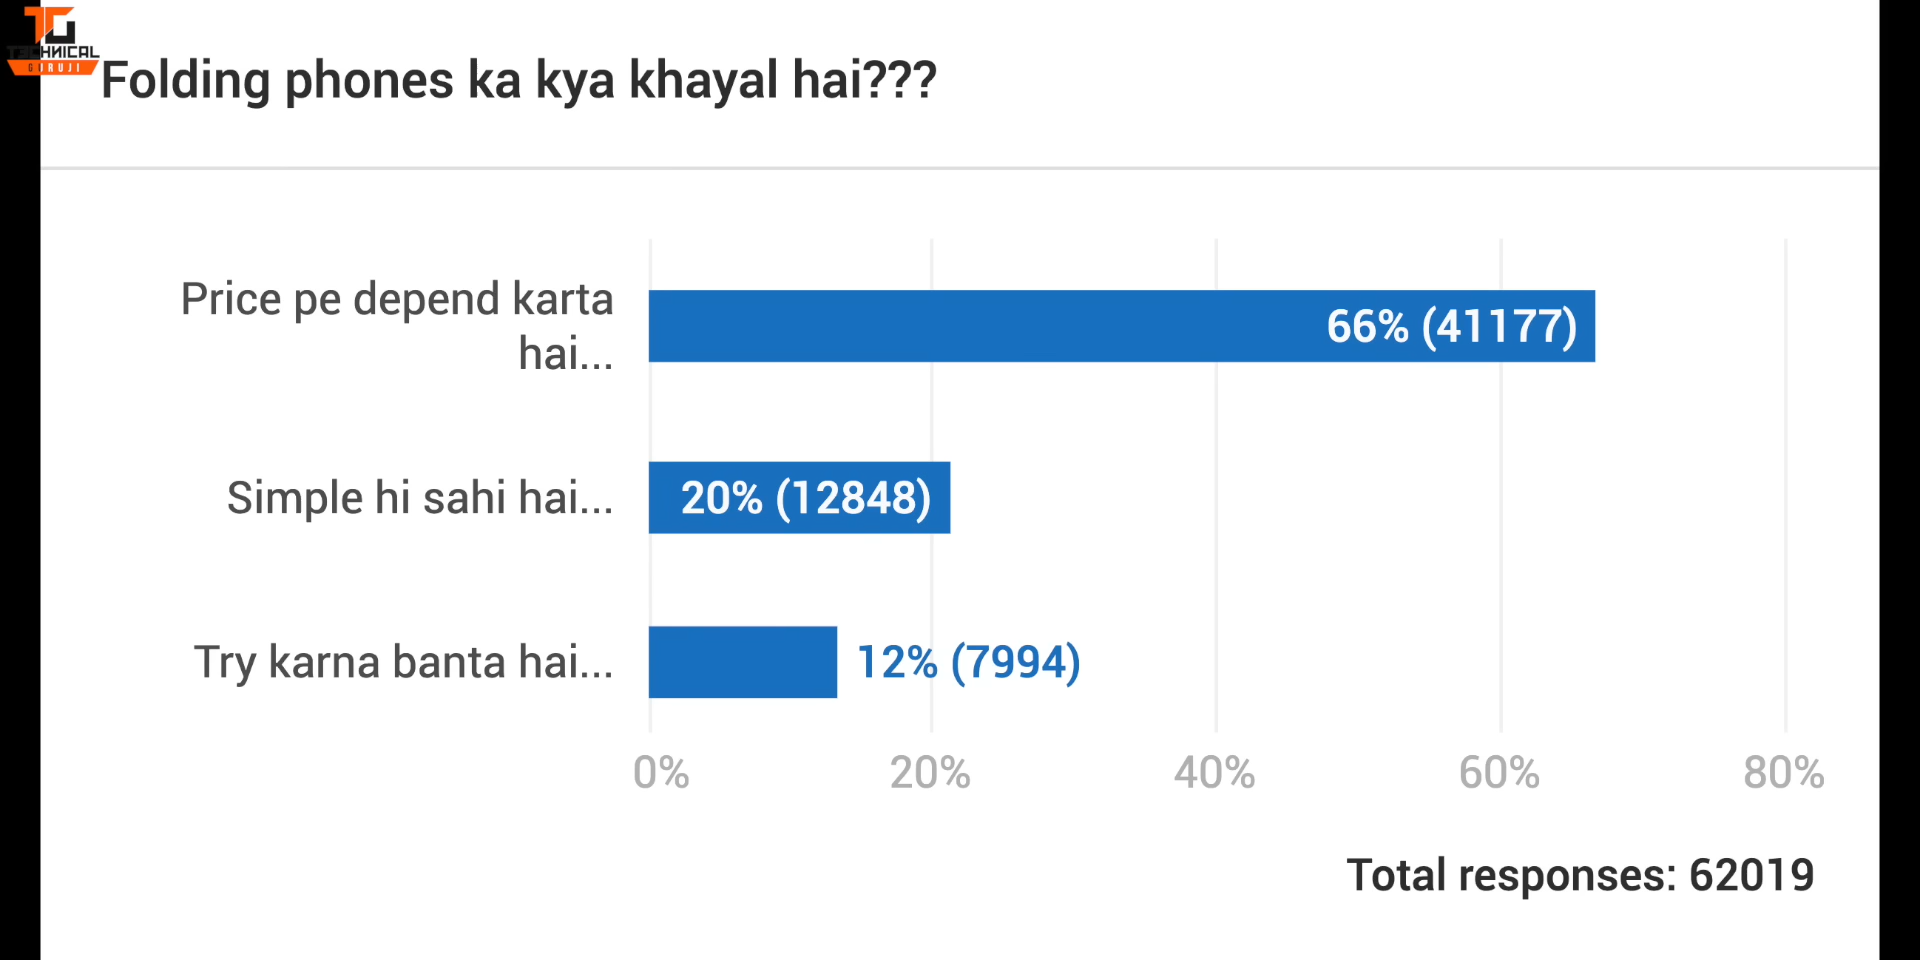 TECHNICAL
GURUJI
Folding phones ka kya khayal hai???
Price pe depend karta
hai...
66% (41177)
Simple hi sahi hai...
20% (12848)
Try karna banta hai...
12% (7994)
0% 20% 40% 60% 80%
Total responses: 62019